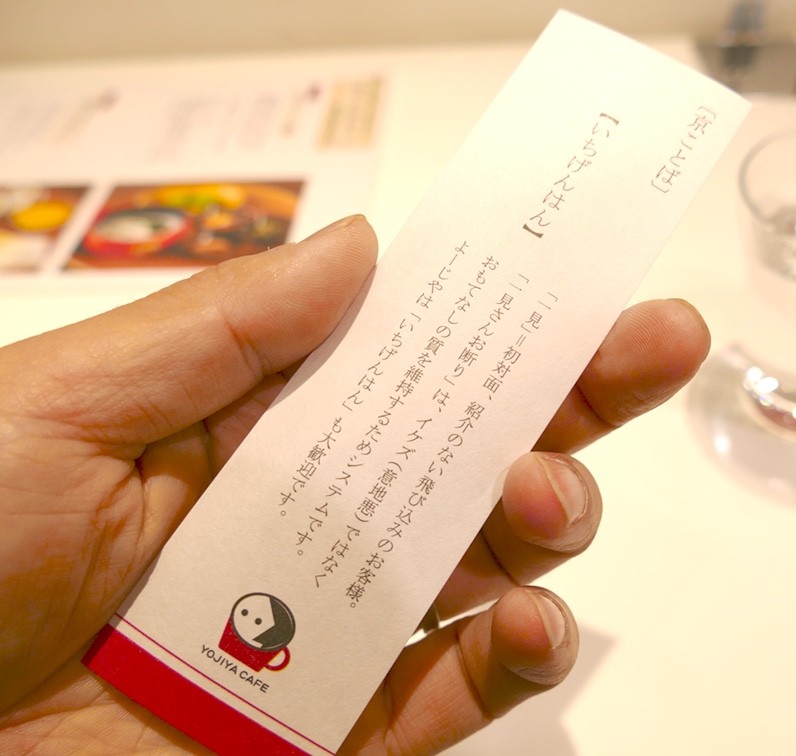 「京ことば」
【いちげんはん】
「一見」=初対面、紹介のない飛び込みのお客様。
「一見さんお断り」は、イケズ(意地悪)ではなく
おもてなしの質を維持するためシステムです。
よーじやは「いちげんはん」も大歓迎です。
YOJIYA CAFE